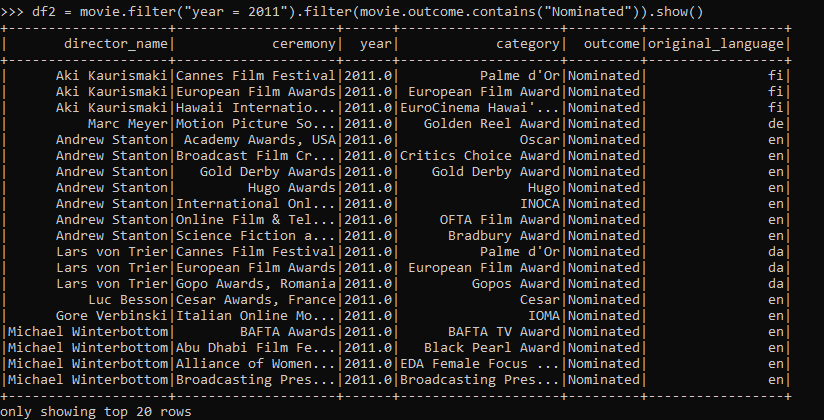 >>> df2 = movie.filter("year = 2011").filter(movie.outcome.contains("Nominated")).show()
+-------------------+--------------------+------+--------------------+---------+-----------------+
|      director_name|            ceremony|  year|            category|  outcome|original_language|
+-------------------+--------------------+------+--------------------+---------+-----------------+
|     Aki Kaurismaki|Cannes Film Festival|2011.0|         Palme d'Or|Nominated|               fi|
|     Aki Kaurismaki|European Film Awards|2011.0| European Film Award|Nominated|               fi|
|     Aki Kaurismaki|Hawaii Internatio...|2011.0|EuroCinema Hawai'...|Nominated|               fi|
|         Marc Meyer|Motion Picture So...|2011.0|   Golden Reel Award|Nominated|               de|
|     Andrew Stanton| Academy Awards, USA|2011.0|               Oscar|Nominated|               en|
|     Andrew Stanton|Broadcast Film Cr...|2011.0|Critics Choice Award|Nominated|               en|
|     Andrew Stanton|   Gold Derby Awards|2011.0|    Gold Derby Award|Nominated|               en|
|     Andrew Stanton|         Hugo Awards|2011.0|                Hugo|Nominated|               en|
|     Andrew Stanton|International Onl...|2011.0|               INOCA|Nominated|               en|
|     Andrew Stanton|Online Film & Tel...|2011.0|     OFTA Film Award|Nominated|               en|
|     Andrew Stanton|Science Fiction a...|2011.0|      Bradbury Award|Nominated|               en|
|     Lars von Trier|Cannes Film Festival|2011.0|          Palme d'Or|Nominated|               da|
|     Lars von Trier|European Film Awards|2011.0| European Film Award|Nominated|               da|
|     Lars von Trier|Gopo Awards, Romania|2011.0|         Gopos Award|Nominated|               da|
|         Luc Besson|Cesar Awards, France|2011.0|               Cesar|Nominated|               en|
|     Gore Verbinski|Italian Online Mo...|2011.0|                IOMA|Nominated|               en|
|Michael Winterbottom|        BAFTA Awards|2011.0|      BAFTA TV Award|Nominated|               en|
|Michael Winterbottom|Abu Dhabi Film Fe...|2011.0|   Black Pearl Award|Nominated|               en|
|Michael Winterbottom|Alliance of Women...|2011.0|EDA Female Focus ...|Nominated|               en|
|Michael Winterbottom|Broadcasting Pres...|2011.0|Broadcasting Pres...|Nominated|               en|
+-------------------+--------------------+------+--------------------+---------+-----------------+
only showing top 20 rows